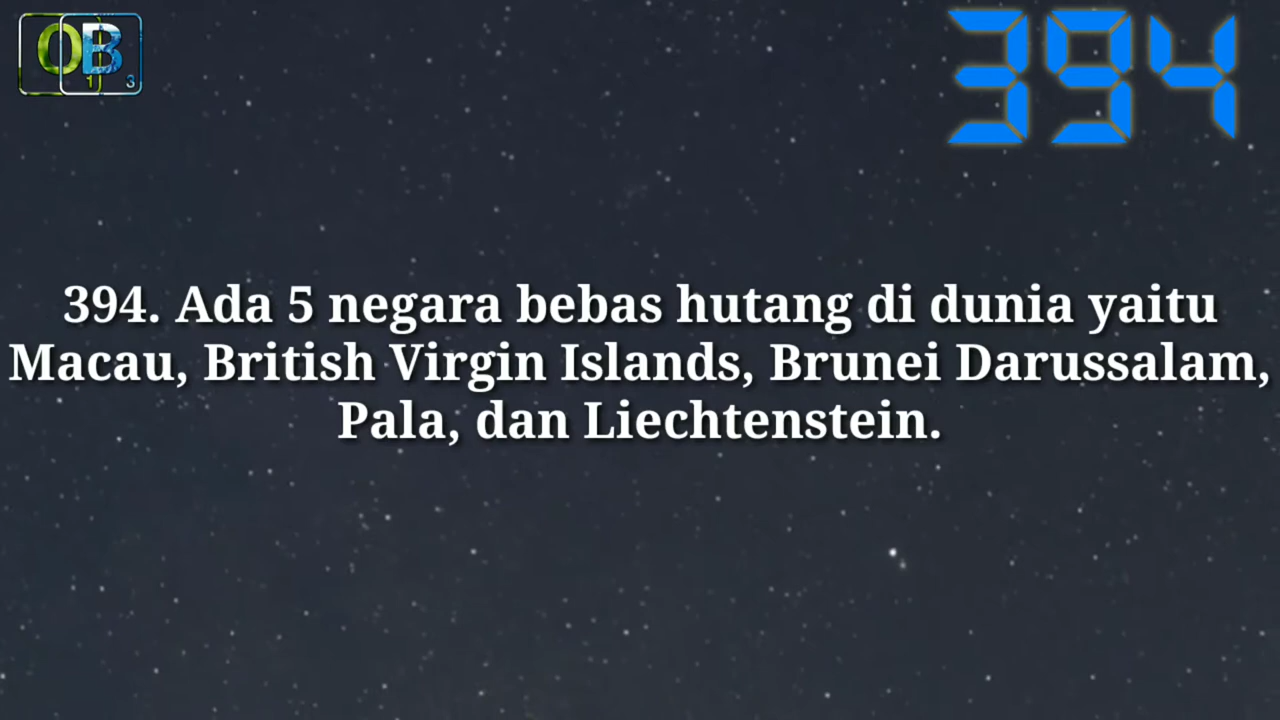 OB
1 3
394
394. Ada 5 negara bebas hutang di dunia yaitu
Macau, British Virgin Islands, Brunei Darussalam,
Pala, dan Liechtenstein.